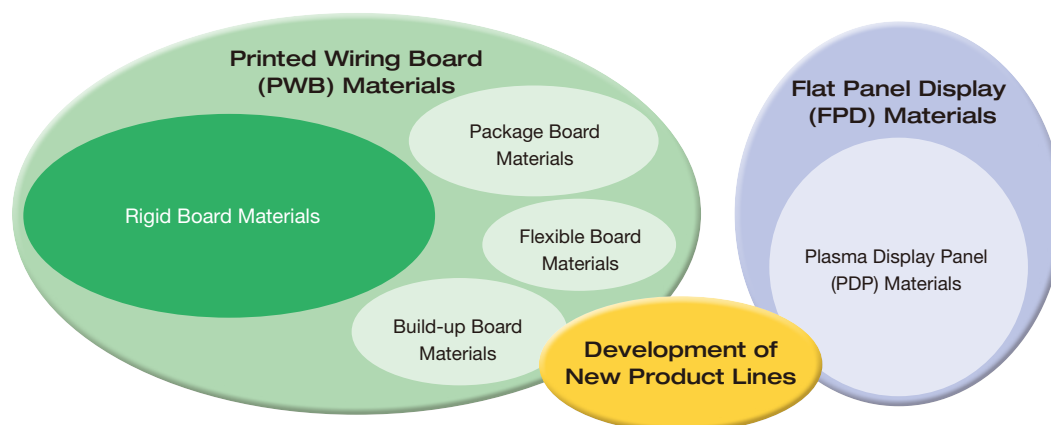 Printed Wiring Board
(PWB) Materials
Rigid Board Materials
Package Board
Materials
Flexible Board
Materials
Build-up Board
Materials
Development of
New Product Lines
Flat Panel Display
(FPD) Materials
Plasma Display Panel
(PDP) Materials